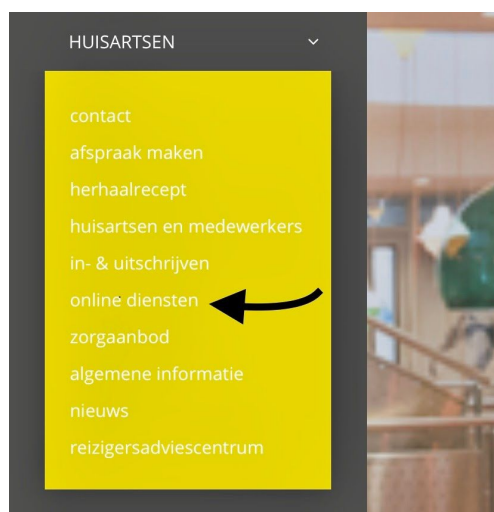 HUISARTSEN
contact
afspraak maken
herhaalrecept
huisartsen en medewerkers
in- & uitschrijven
online diensten
zorgaanbod
algemene informatie
nieuws
reizigersadviescentrum